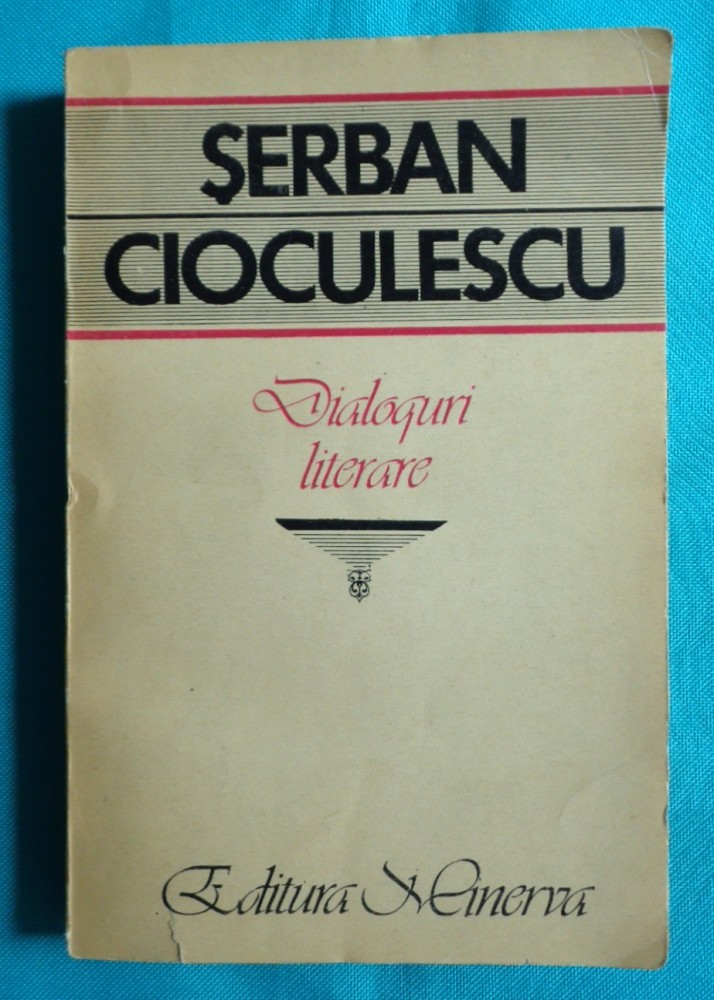 ŞERBAN
CIOCULESCU
Dialoguri
literare
Editura Minerva